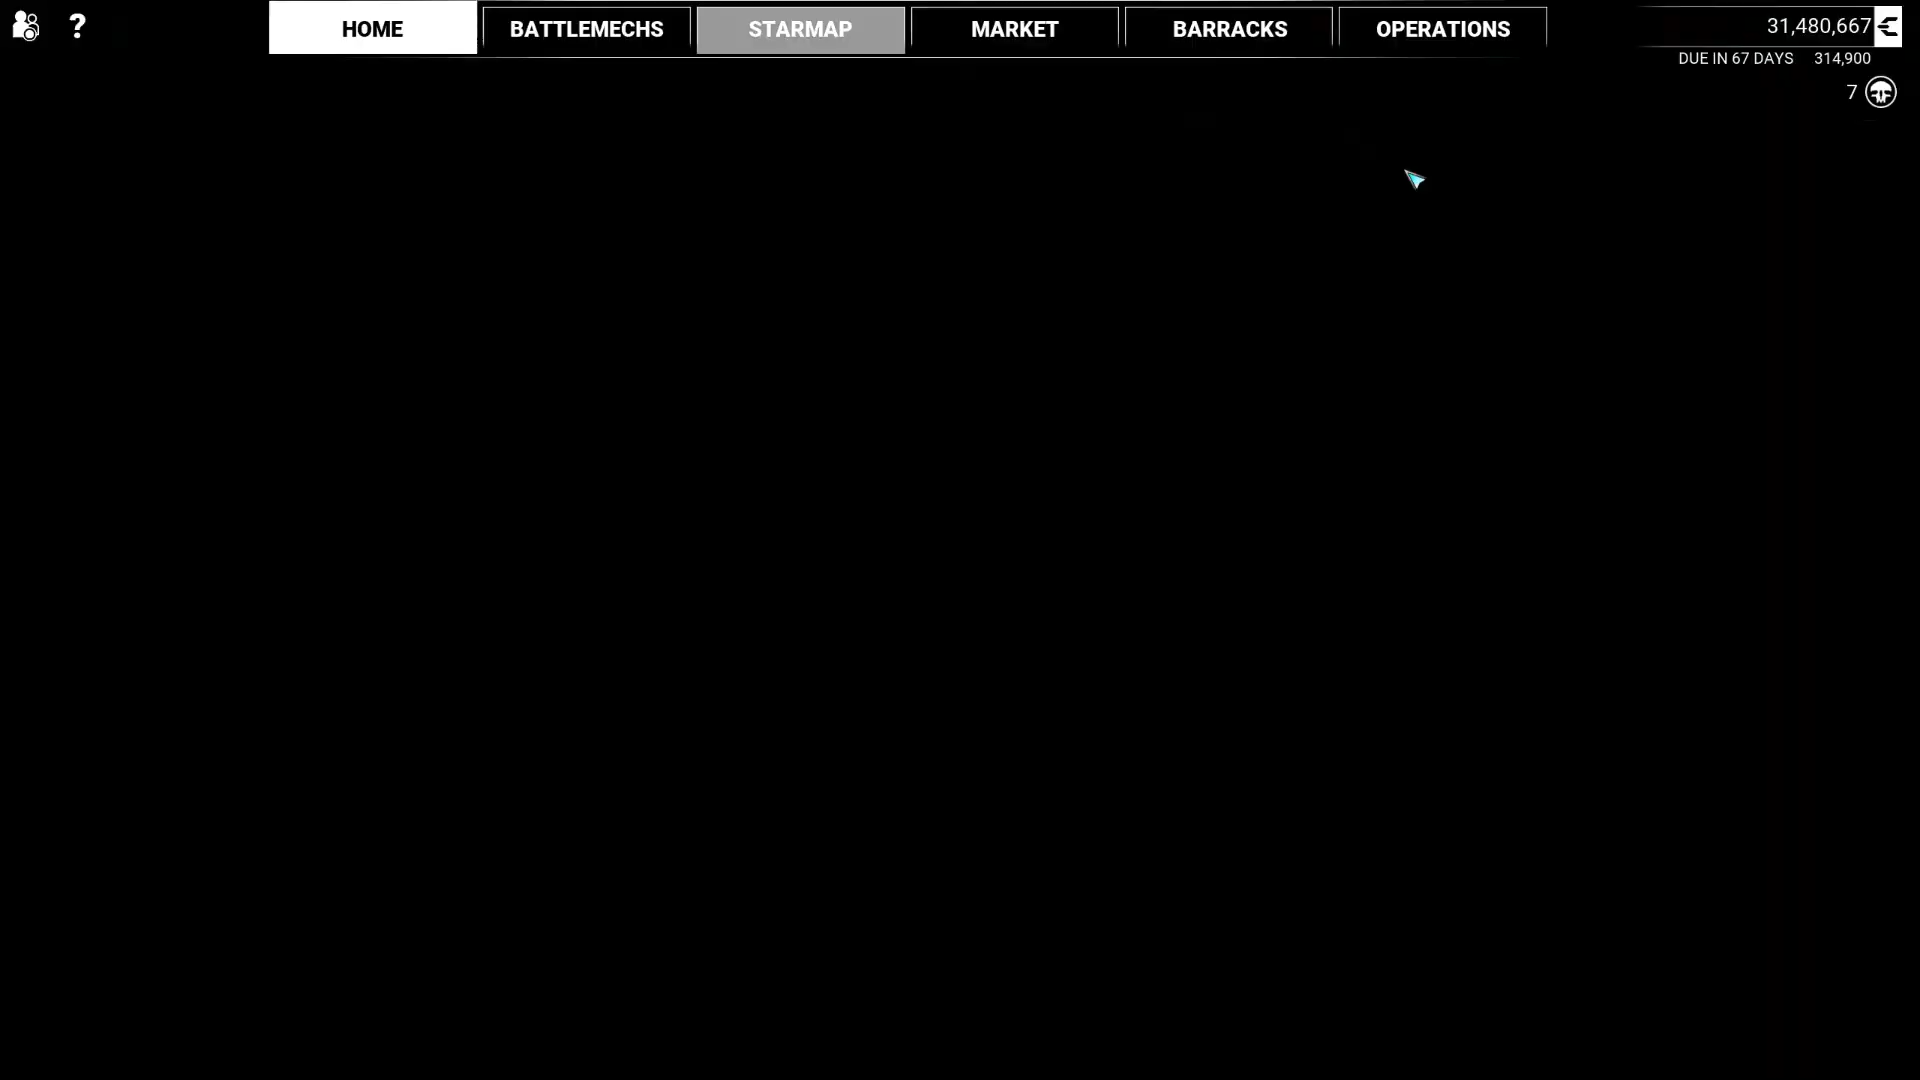 ?
HOME
BATTLEMECHS
STARMAP
MARKET
BARRACKS
OPERATIONS
31,480,667
DUE IN 67 DAYS 314,900
7